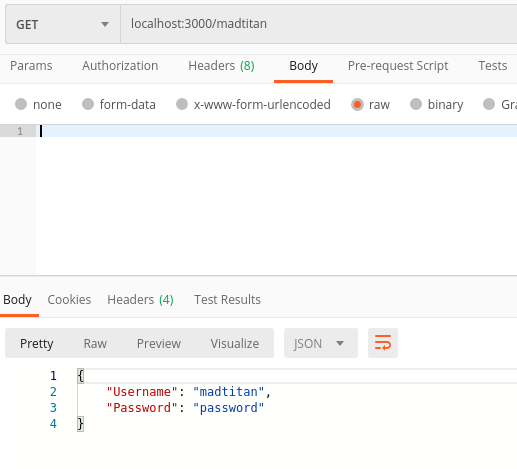 GET localhost:3000/madtitan
Params Authorization Headers (8) Body Pre-request Script Tests
none form-data x-www-form-urlencoded raw binary Gra
1
Body Cookies Headers (4) Test Results
Pretty Raw Preview Visualize JSON
1 {
2 "Username": "madtitan",
3 "Password": "password"
4 }